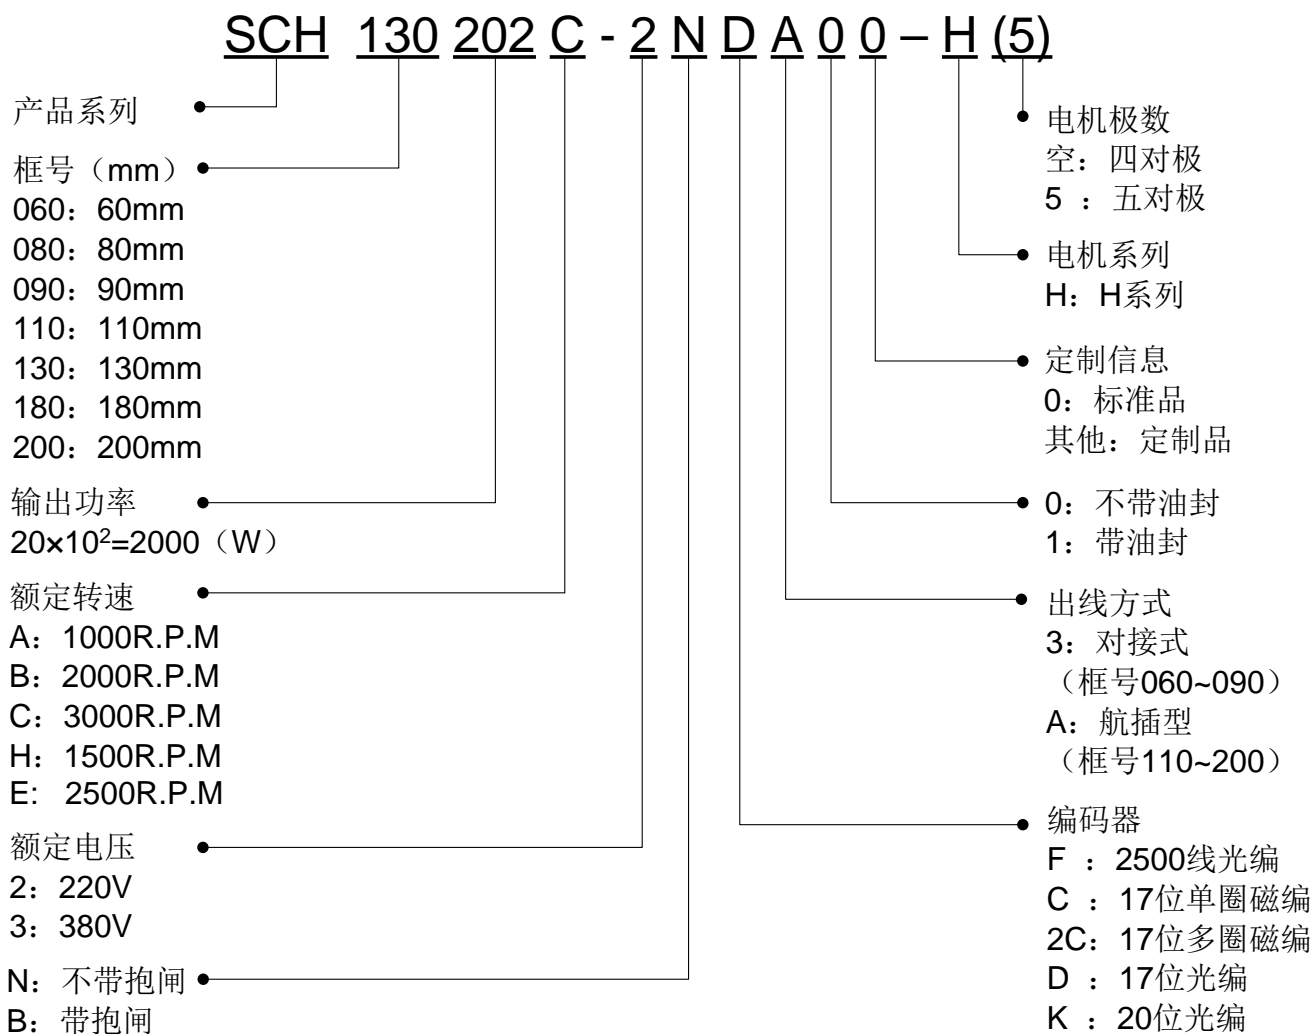 SCH 130 202 C - 2 N D A 0 0 – H (5)
产品系列
框号（mm）
060：60mm
080：80mm
090：90mm
110：110mm
130：130mm
180：180mm
200：200mm
输出功率
20×10²=2000（W）
额定转速
A：1000R.P.M
B：2000R.P.M
C：3000R.P.M
H：1500R.P.M
E: 2500R.P.M
额定电压
2：220V
3：380V
N：不带抱闸
B：带抱闸
电机极数
空：四对极
5 ：五对极
电机系列
H：H系列
定制信息
0：标准品
其他：定制品
0：不带油封
1：带油封
出线方式
3：对接式
（框号060~090）
A：航插型
（框号110~200）
编码器
F ：2500线光编
C ：17位单圈磁编
2C：17位多圈磁编
D ：17位光编
K ：20位光编